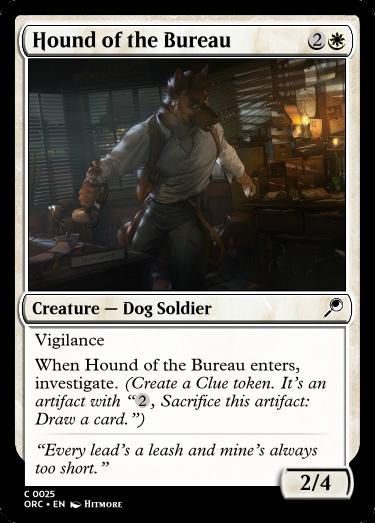 Hound of the Bureau 2
Creature — Dog Soldier
Vigilance
When Hound of the Bureau enters,
investigate. (Create a Clue token. It's an
artifact with “2, Sacrifice this artifact:
Draw a card.”)
“Every lead's a leash and mine's always
too short.”
2/4
C 0025
ORC • EN Hitmore